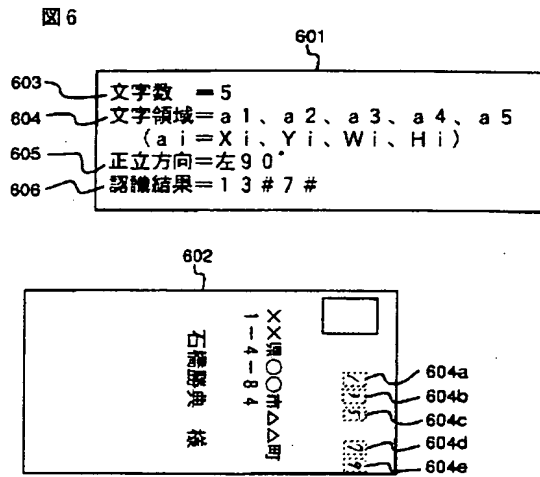 図6
601
603
文字数 =5
604
文字領域=a1、a2、a3、a4、a5
(ai=Xi、Yi、Wi、Hi)
605
正立方向=左90°
606
認識結果=13#7#
602
××県○○市△△町
1-4-84
石橋勝典 様
604a
604b
604c
604d
604e